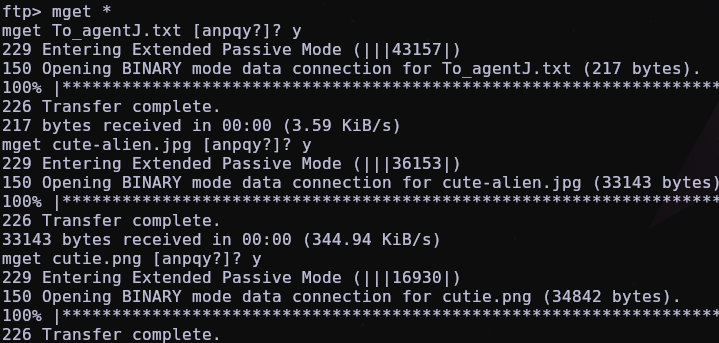 ftp> mget *
mget To_agentJ.txt [anpqy?]? y
229 Entering Extended Passive Mode (|||43157|)
150 Opening BINARY mode data connection for To_agentJ.txt (217 bytes).
100% |******************************************************************
226 Transfer complete.
217 bytes received in 00:00 (3.59 KiB/s)
mget cute-alien.jpg [anpqy?]? y
229 Entering Extended Passive Mode (|||36153|)
150 Opening BINARY mode data connection for cute-alien.jpg (33143 bytes)
100% |******************************************************************
226 Transfer complete.
33143 bytes received in 00:00 (344.94 KiB/s)
mget cutie.png [anpqy?]? y
229 Entering Extended Passive Mode (|||16930|)
150 Opening BINARY mode data connection for cutie.png (34842 bytes).
100% |******************************************************************
226 Transfer complete.